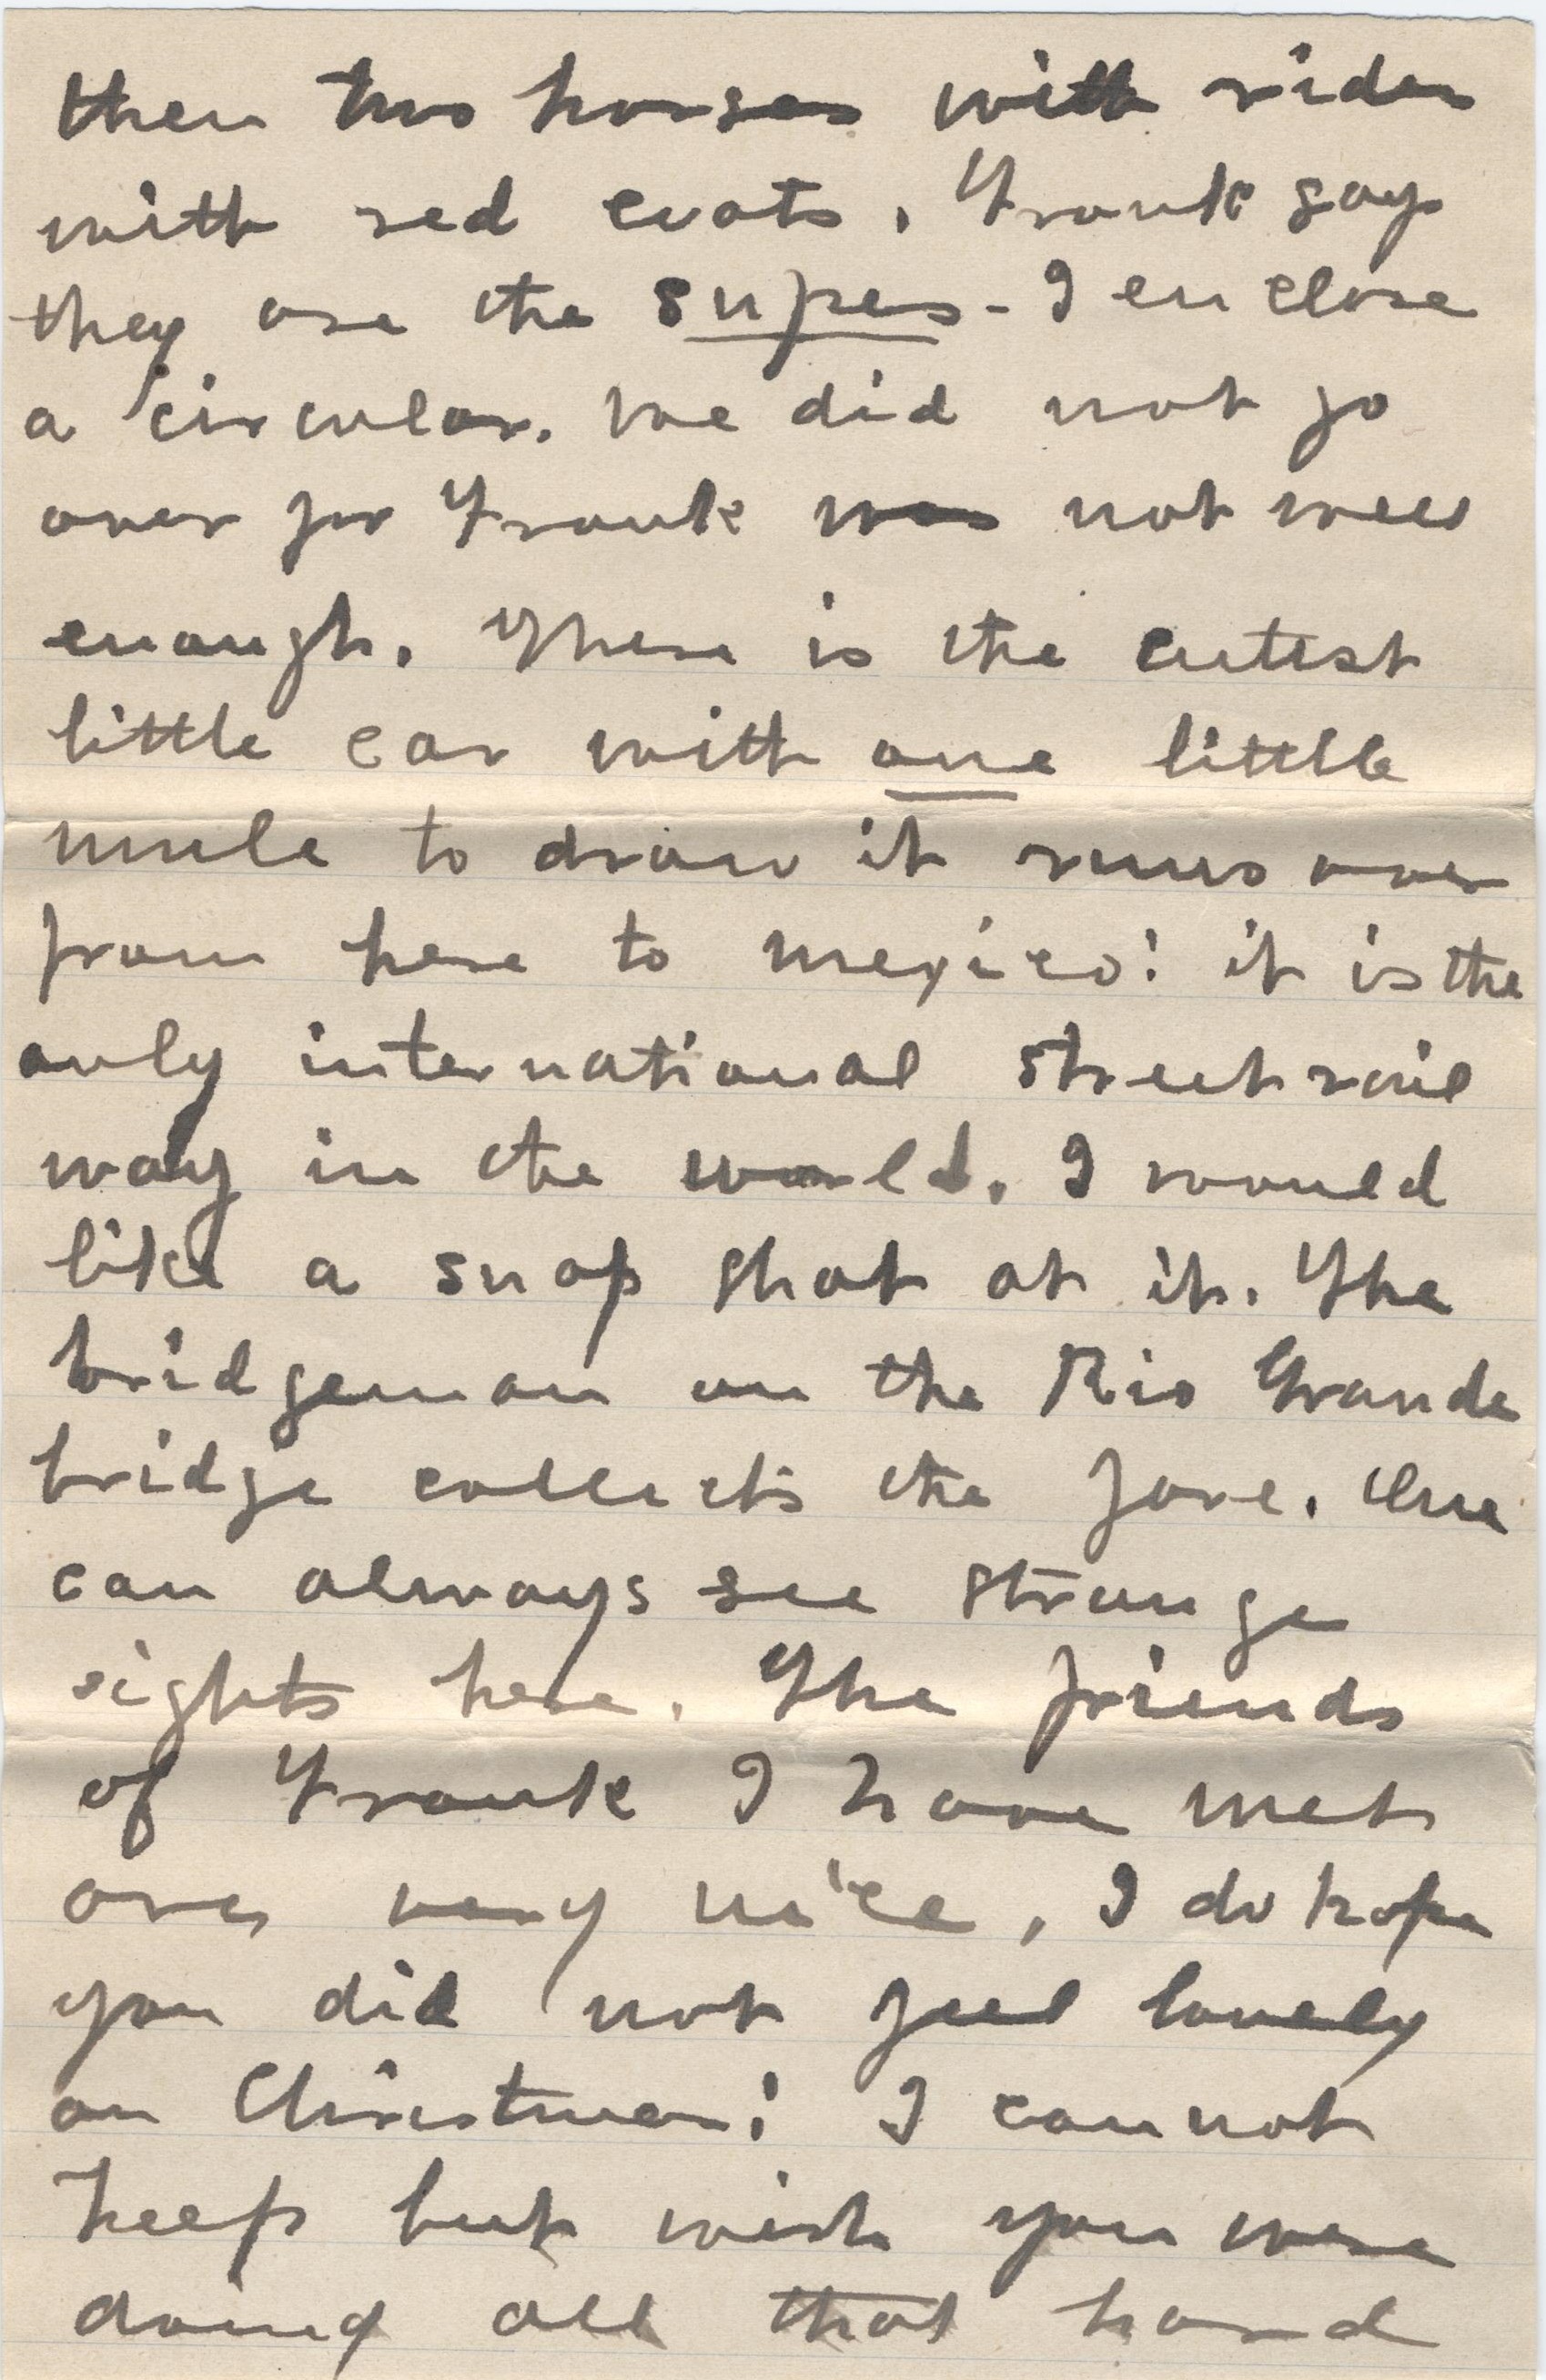 then two horses with rider
with red coats. Frank says
they are the supes - I enclose
a circular. We did not go
over for Frank was not well
enough. There is the cutest
little car with one little
mule to draw it runs over
from here to Mexico: it is the
only international street rail
way in the world. I would
like a snap shot at it. The
bridgeman on the Rio Grande
bridge collects the fare. One
can always see strange
sights here. The friends
of Frank I have met
are very nice, I do hope
you did not feel lonely
on Christmas: I cannot
keep but wish you were
doing all that hard